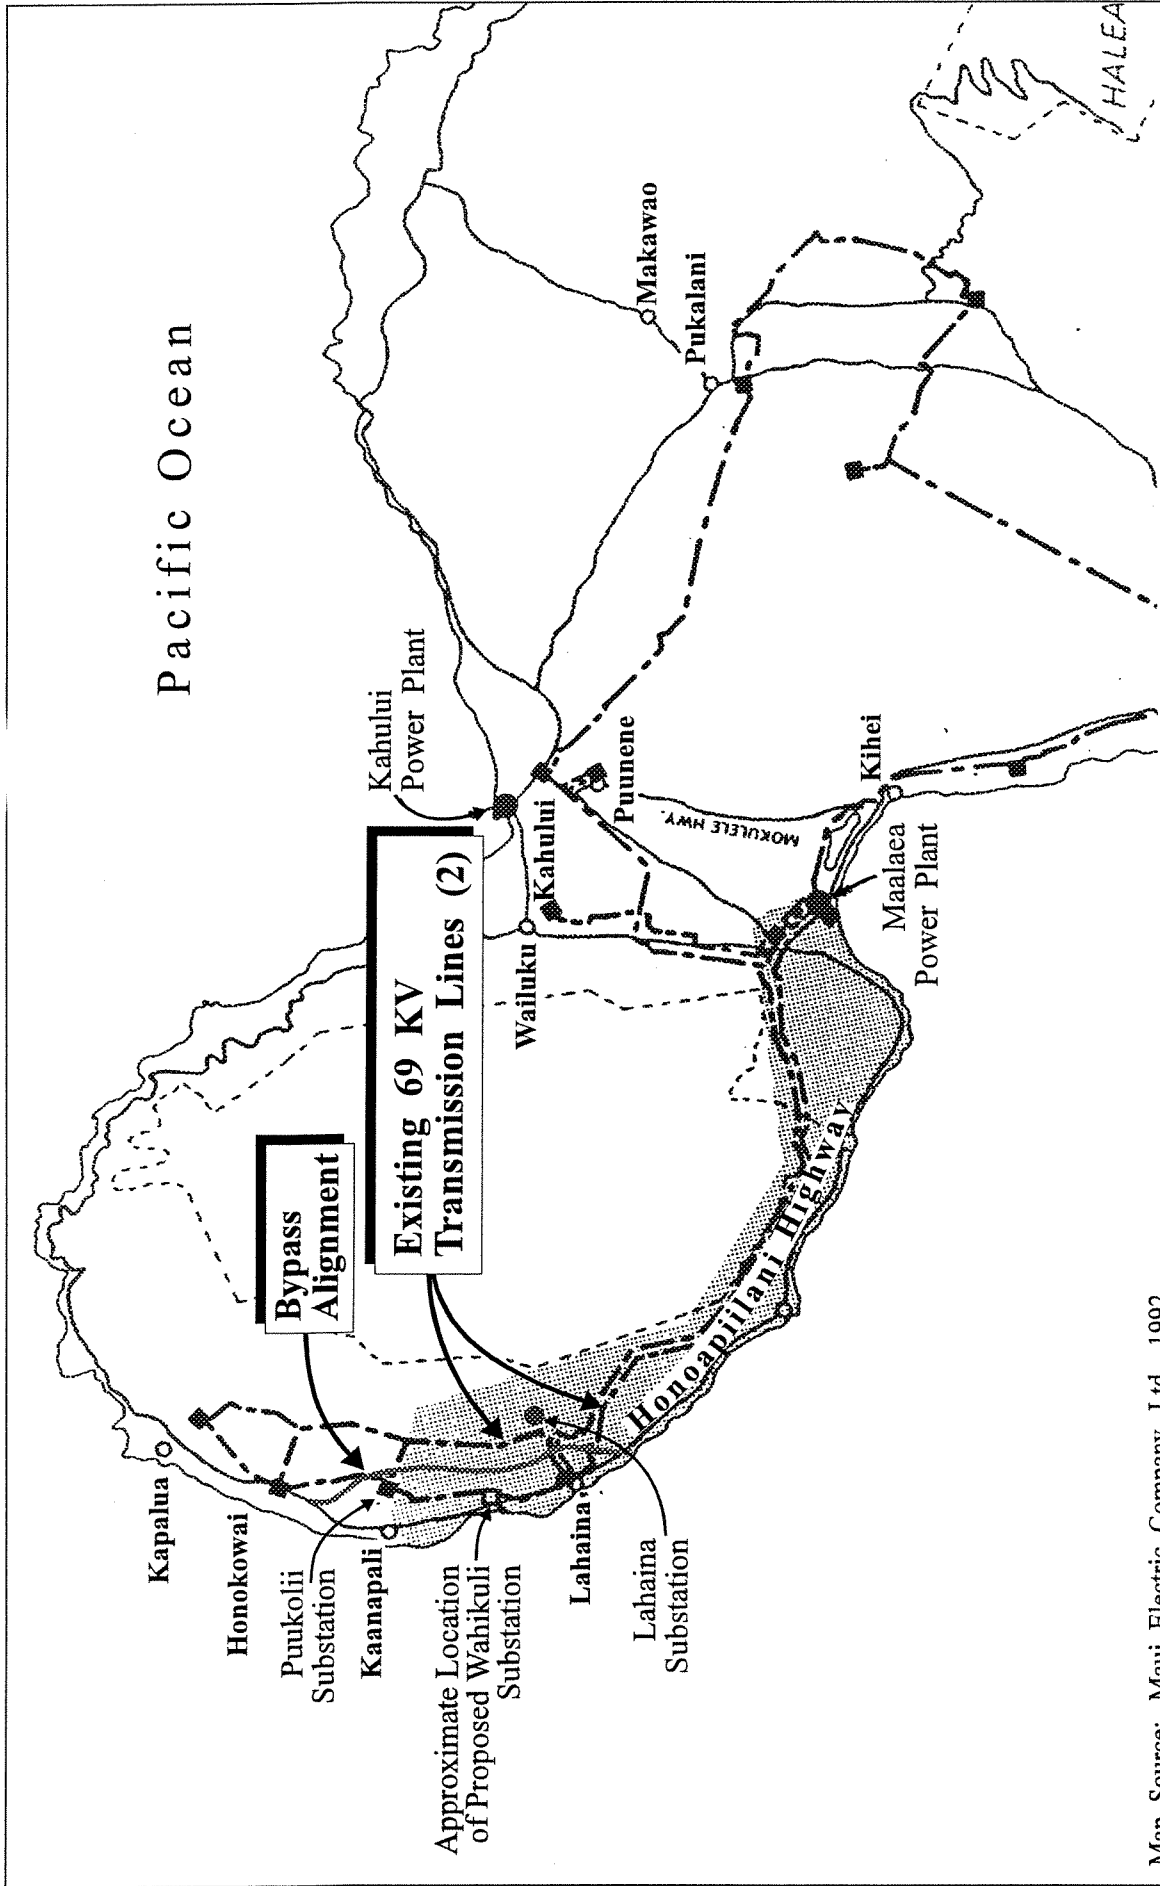 Pacific Ocean
HALEA
Makawao
Pukalani
Kahului
Power Plant
Puunene
Kahului
MOKULELE HWY.
Kihei
Maalaea
Power Plant
Wailuku
Existing 69 KV
Transmission Lines (2)
Bypass
Alignment
Honoapiilani Highway
Kapalua
Honokowai
Puukolii
Substation
Kaanapali
Approximate Location
of Proposed Wahikuli
Substation
Lahaina
Lahaina
Substation
Map Source: Maui Electric Company, Ltd., 1992